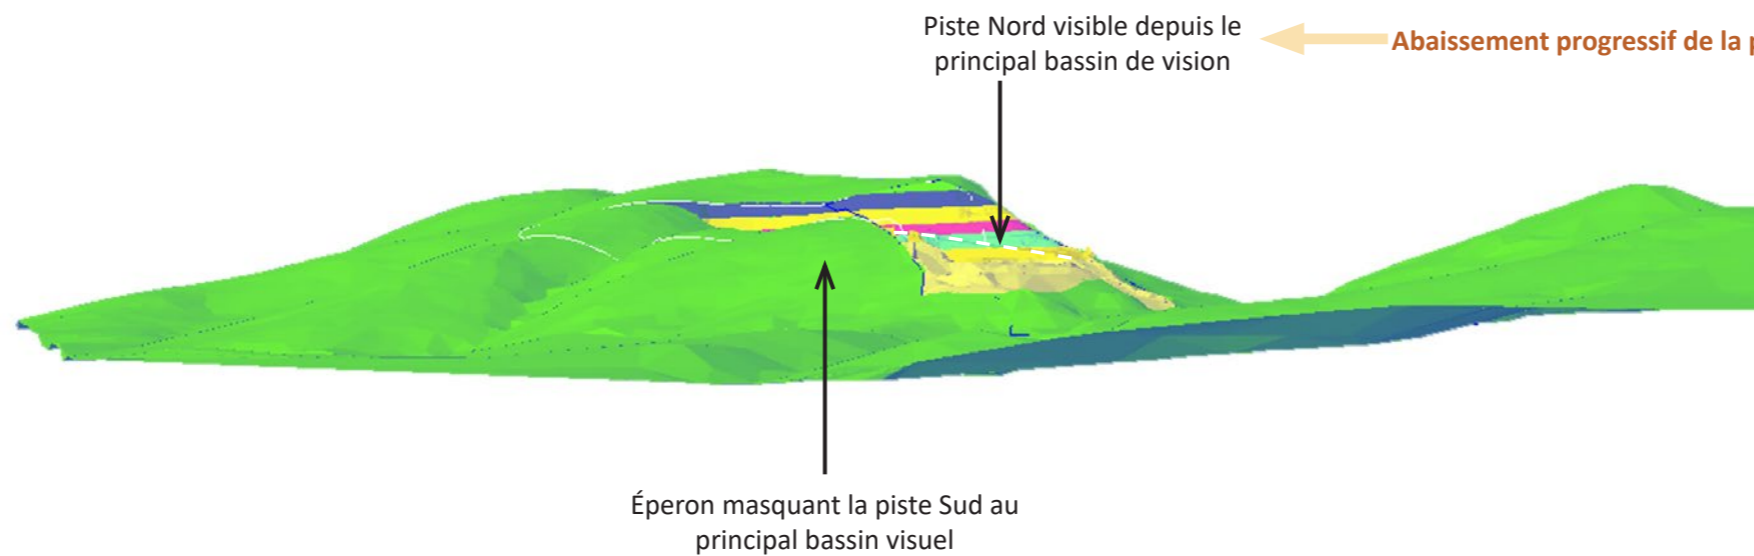 Piste Nord visible depuis le
principal bassin de vision
Abaissement progressif de la
Éperon masquant la piste Sud au
principal bassin visuel